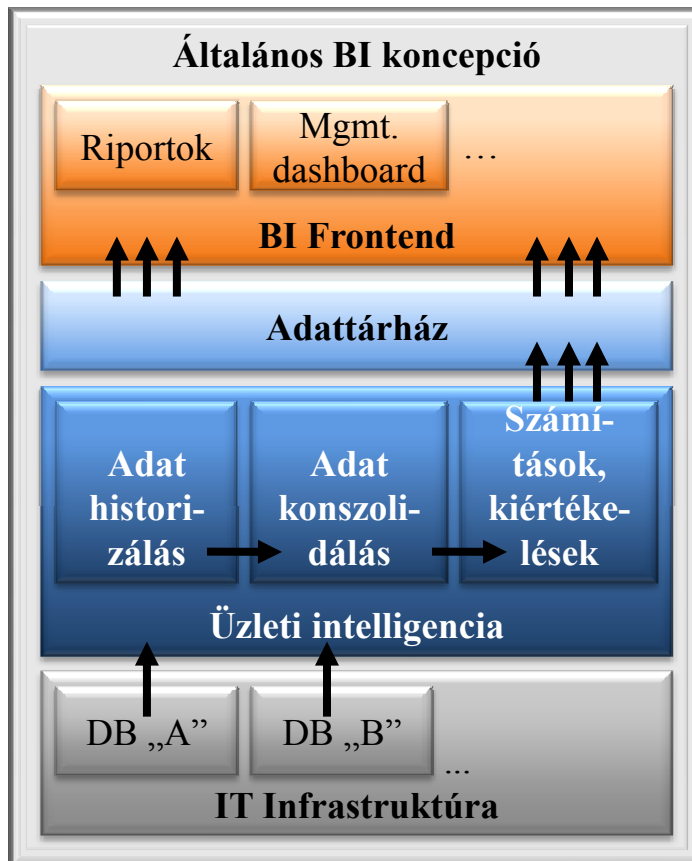 Általános BI koncepció
Riportok
Mgmt.
dashboard
…
BI Frontend
Adattárház
Adat
histori-
zálás
Adat
konszoli-
dálás
Számí-
tások,
kiértéke-
lések
Üzleti intelligencia
DB „A”
DB „B”
...
IT Infrastruktúra